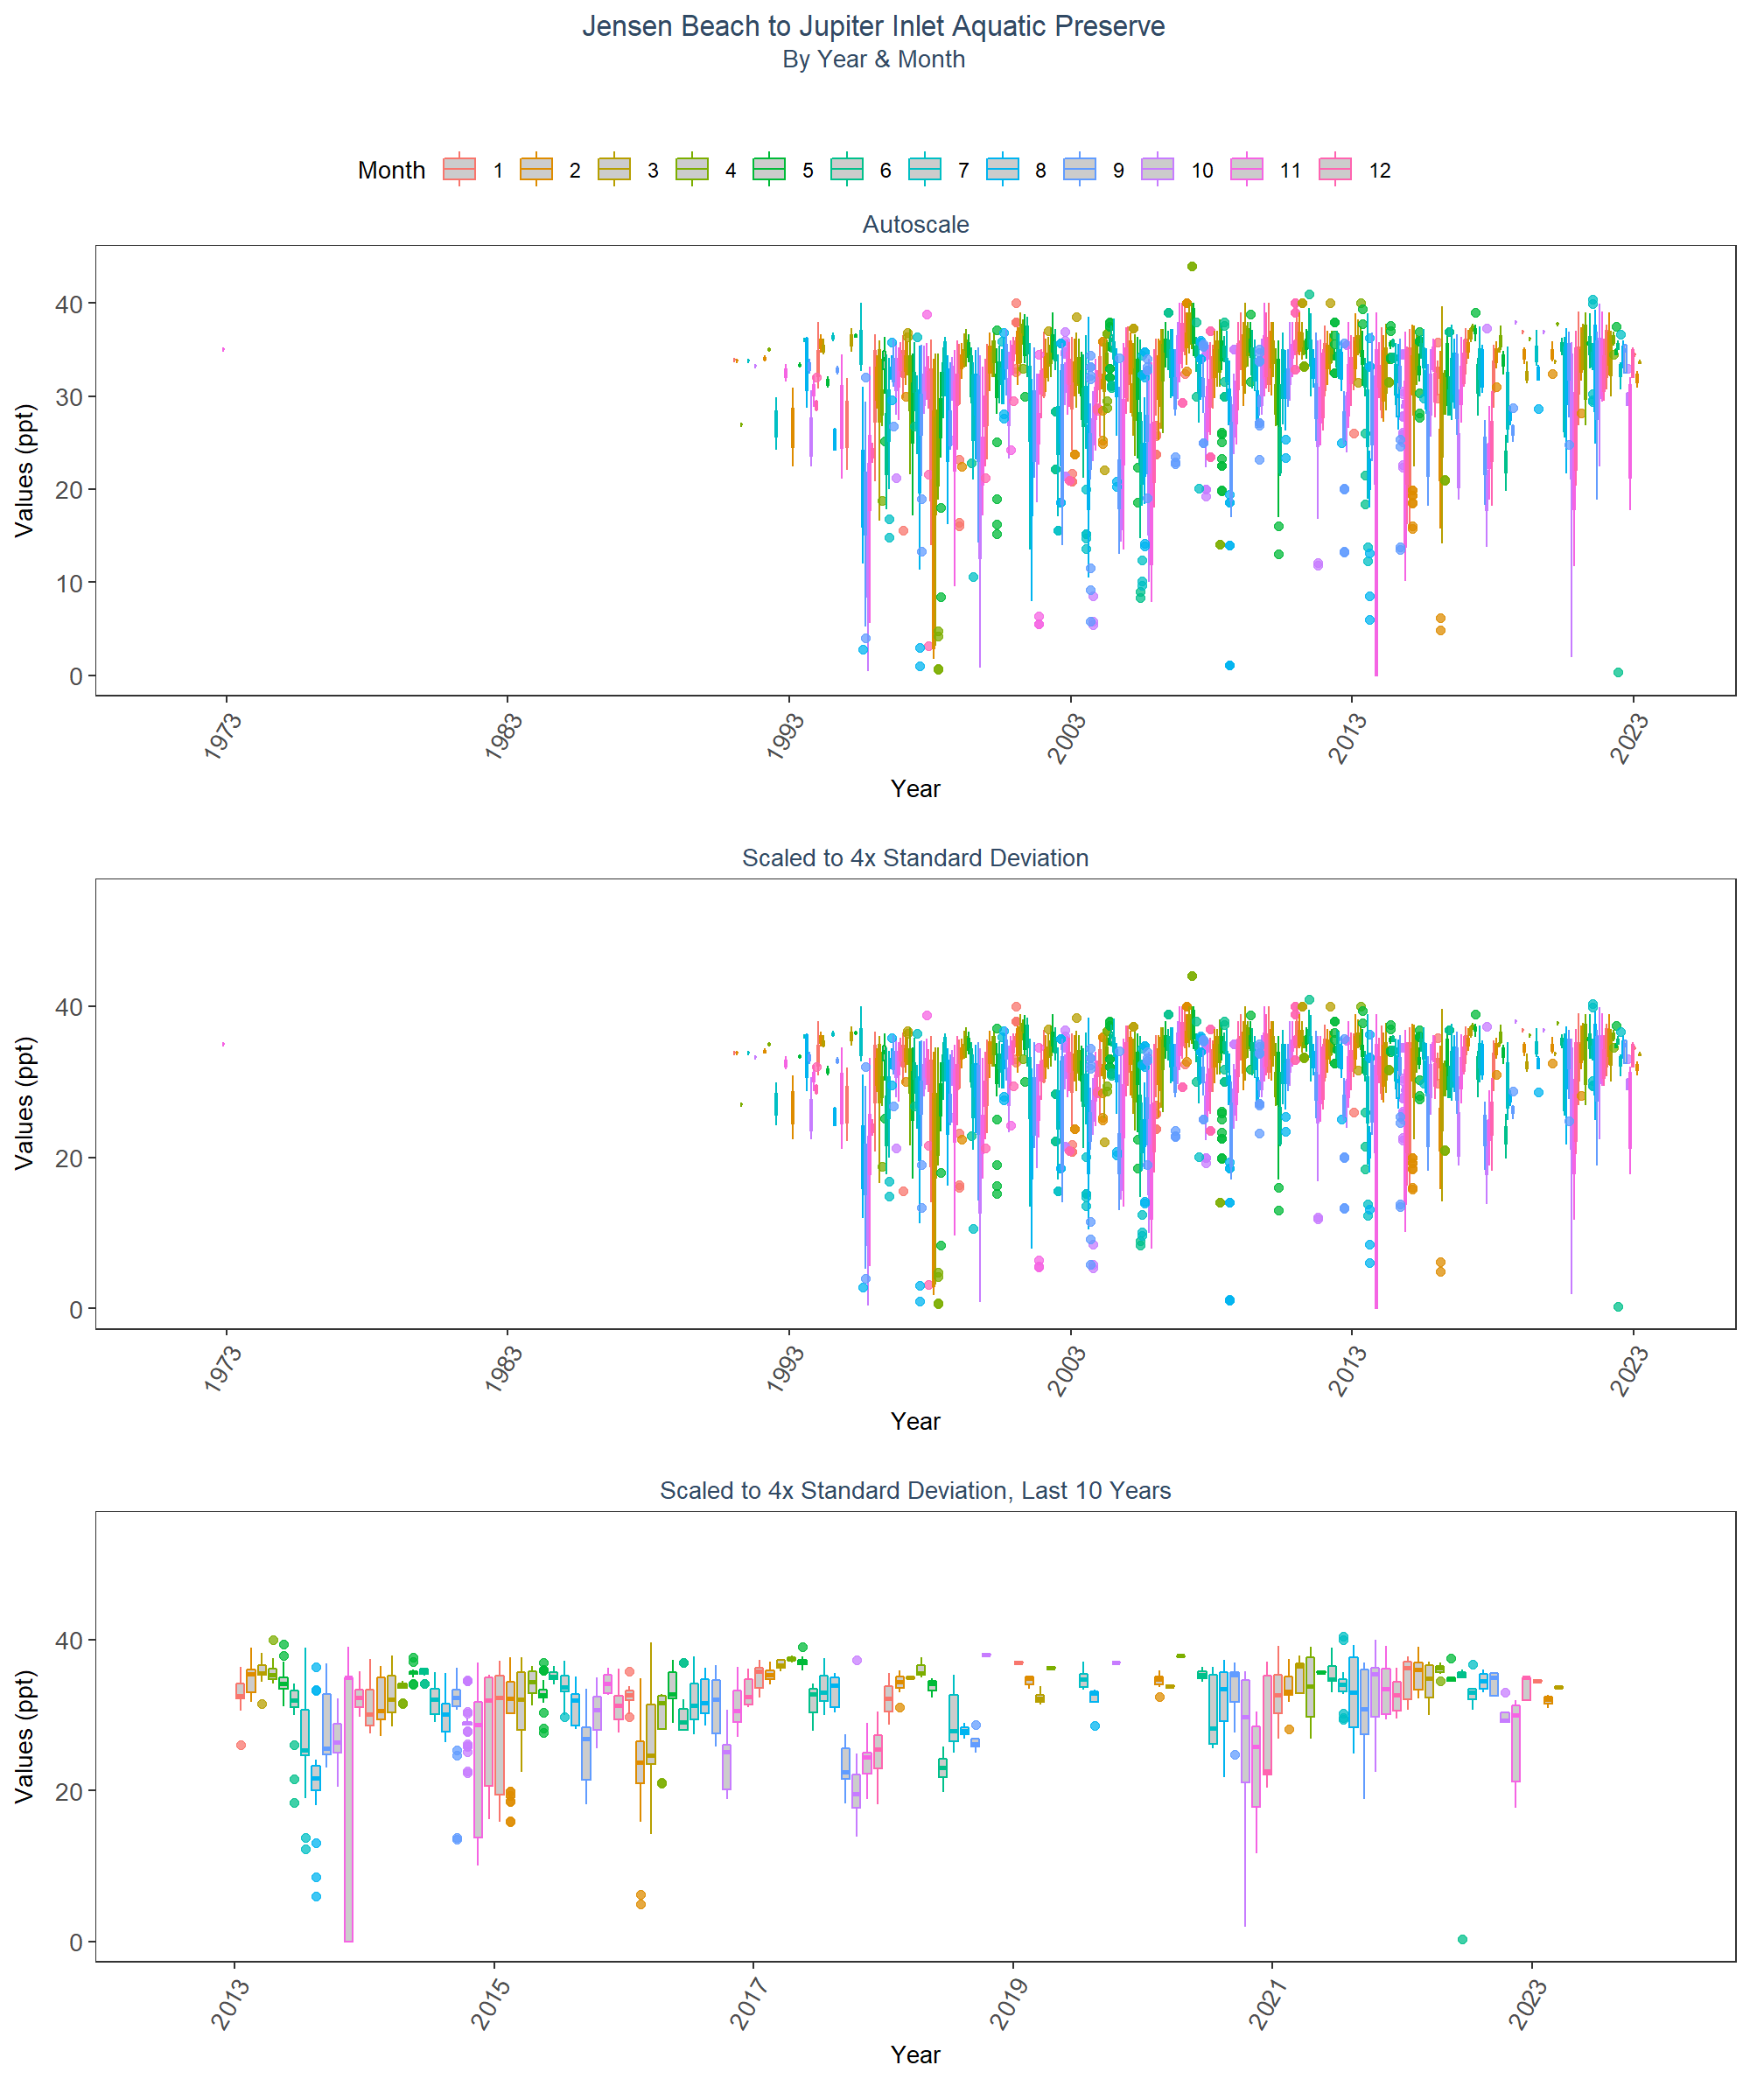 Jensen Beach to Jupiter Inlet Aquatic Preserve
By Year & Month
Month 1 2 3 4 5 6 7 8 9 10 11 12
Autoscale
Values (ppt)
40
30
20
10
0
1973 1983 1993 2003 2013 2023
Year
Scaled to 4x Standard Deviation
Values (ppt)
40
20
0
1973 1983 1993 2003 2013 2023
Year
Scaled to 4x Standard Deviation, Last 10 Years
Values (ppt)
40
20
0
2013 2015 2017 2019 2021 2023
Year